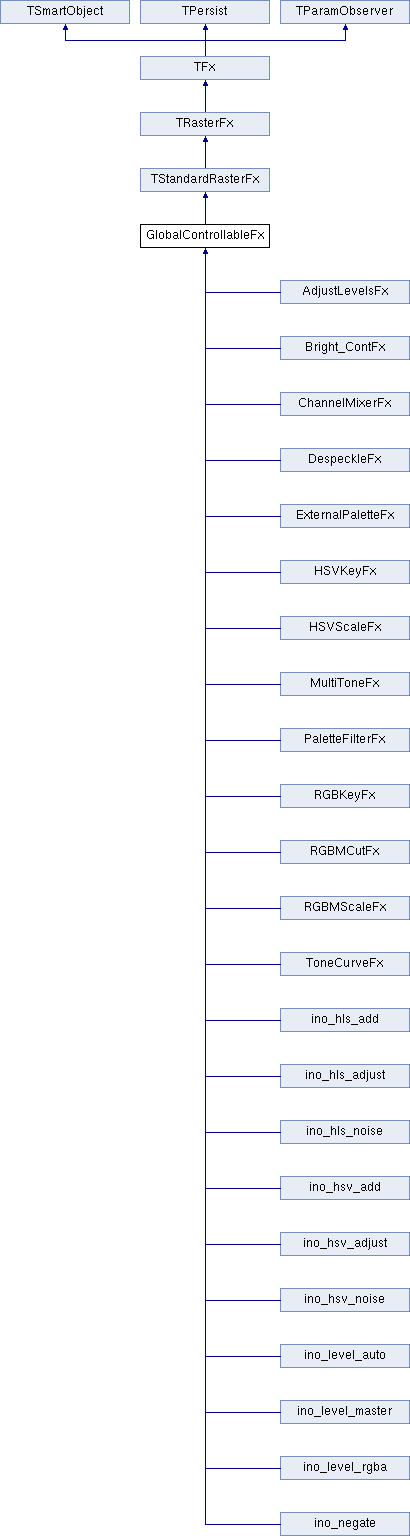 TSmartObject TPersist TParamObserver
TFx
TRasterFx
TStandardRasterFx
GlobalControllableFx
AdjustLevelsFx
Bright_ContFx
ChannelMixerFx
DespeckleFx
ExternalPaletteFx
HSVKeyFx
HSVScaleFx
MultiToneFx
PaletteFilterFx
RGBKeyFx
RGBMCutFx
RGBMScaleFx
ToneCurveFx
ino_hls_add
ino_hls_adjust
ino_hls_noise
ino_hsv_add
ino_hsv_adjust
ino_hsv_noise
ino_level_auto
ino_level_master
ino_level_rgba
ino_negate